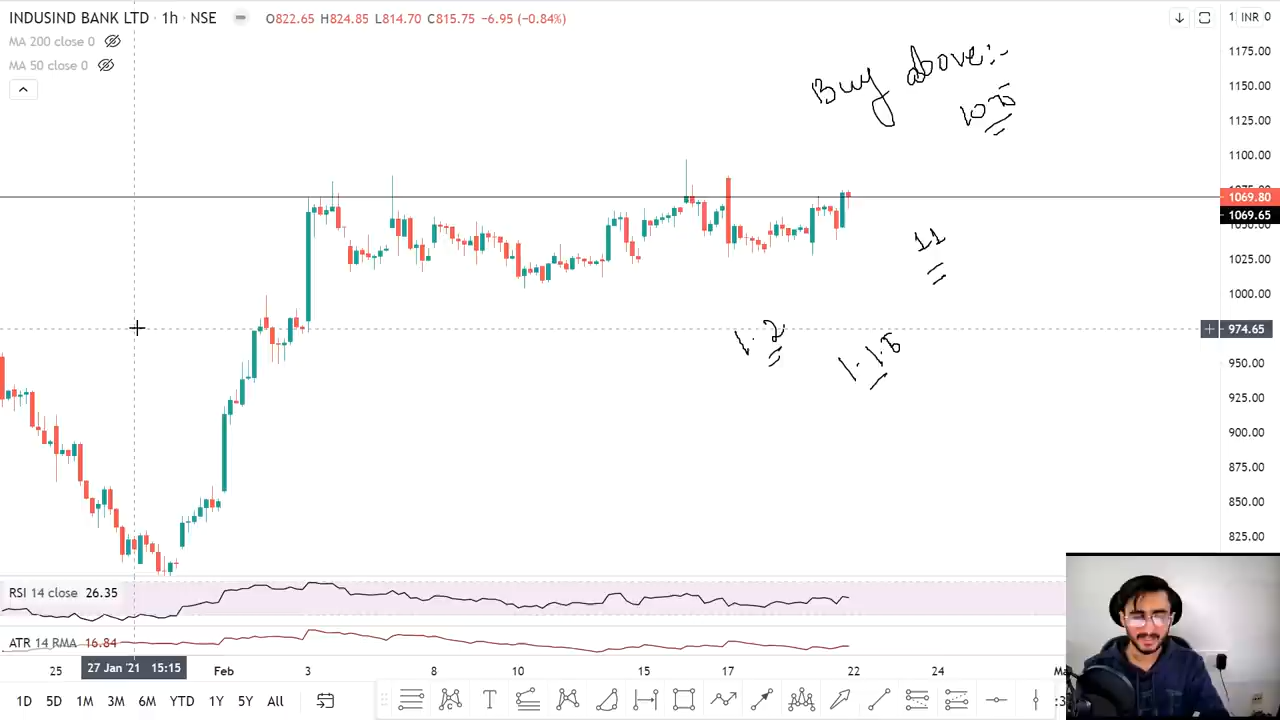 INDUSIND BANK LTD · 1h · NSE O822.65 H824.85 L814.70 C815.75 −6.95 (−0.84%)
MA 200 close 0
MA 50 close 0
INR
1175.00
1150.00
1125.00
1100.00
1069.80
1069.65
1025.00
1000.00
974.65
950.00
925.00
900.00
875.00
850.00
825.00
Buy above:-
11
1.2
1.1.5
RSI 14 close 26.35
ATR 14 RMA 16.84
25 27 Jan '21 15:15 Feb 3 8 10 15 17 22 24
1D 5D 1M 3M 6M YTD 1Y 5Y All